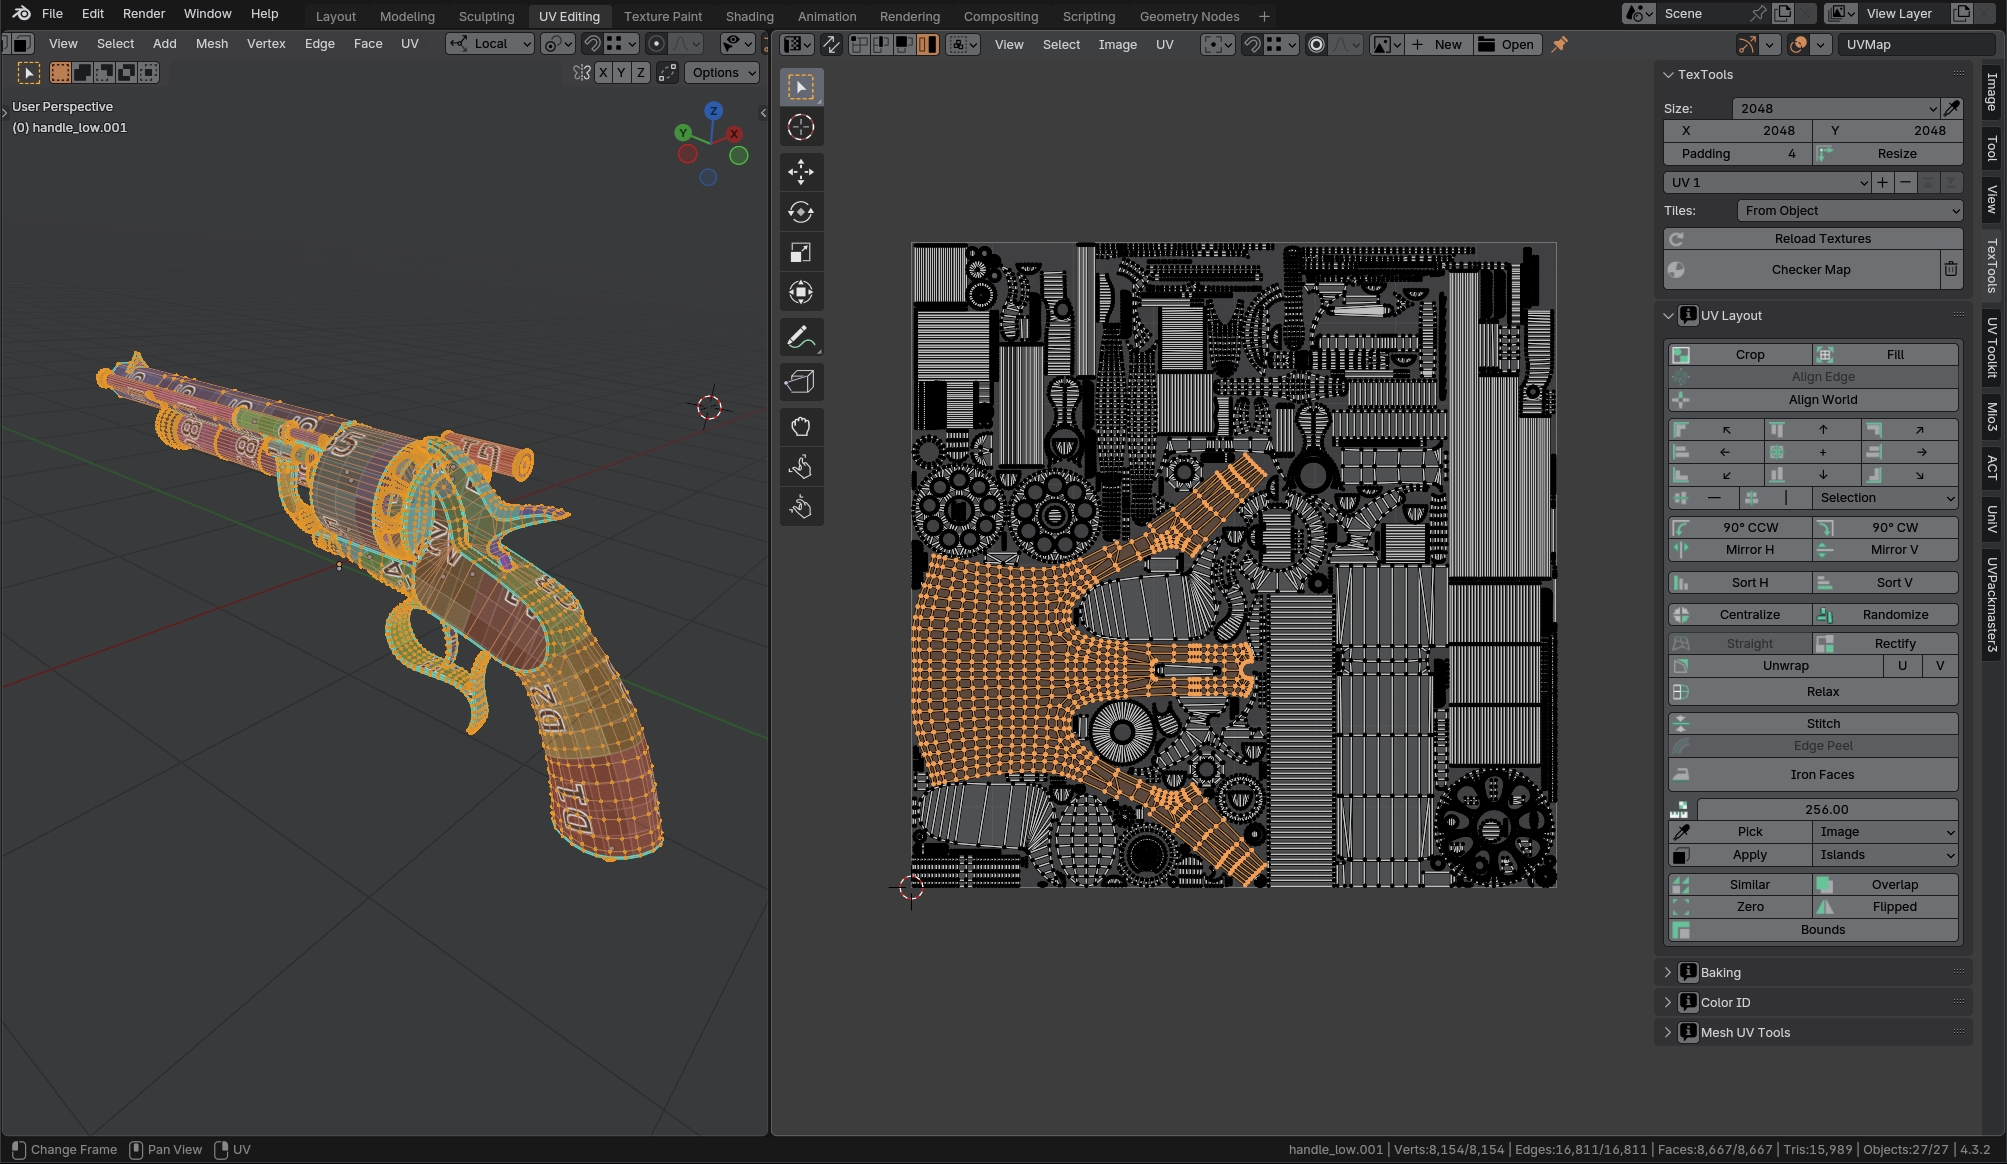 File Edit Render Window Help Layout Modeling Sculpting UV Editing Texture Paint Shading Animation Rendering Compositing Scripting Geometry Nodes + Scene View Layer
View Select Add Mesh Vertex Edge Face UV Local
View Select Image UV New Open UVMap
X Y Z Options
User Perspective
(0) handle_low.001
Z
Y X
TexTools
Size: 2048
X 2048 Y 2048
Padding 4 Resize
UV 1
Tiles: From Object
Reload Textures
Checker Map
UV Layout
Crop Fill
Align Edge
Align World
Selection
90° CCW 90° CW
Mirror H Mirror V
Sort H Sort V
Centralize Randomize
Straight Rectify
Unwrap U V
Relax
Stitch
Edge Peel
Iron Faces
256.00
Pick Image
Apply Islands
Similar Overlap
Zero Flipped
Bounds
Baking
Color ID
Mesh UV Tools
Image
Tool
View
TexTools
UV Toolkit
Mio3
ACT
UniV
UVPackmaster3
Change Frame Pan View UV
handle_low.001 | Verts:8,154/8,154 | Edges:16,811/16,811 | Faces:8,667/8,667 | Tris:15,989 | Objects:27/27 | 4.3.2